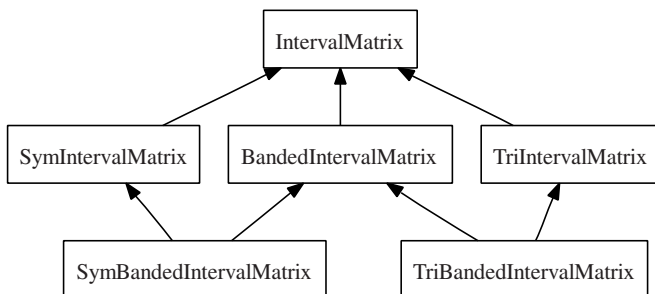 IntervalMatrix
SymIntervalMatrix
BandedIntervalMatrix
TriIntervalMatrix
SymBandedIntervalMatrix
TriBandedIntervalMatrix